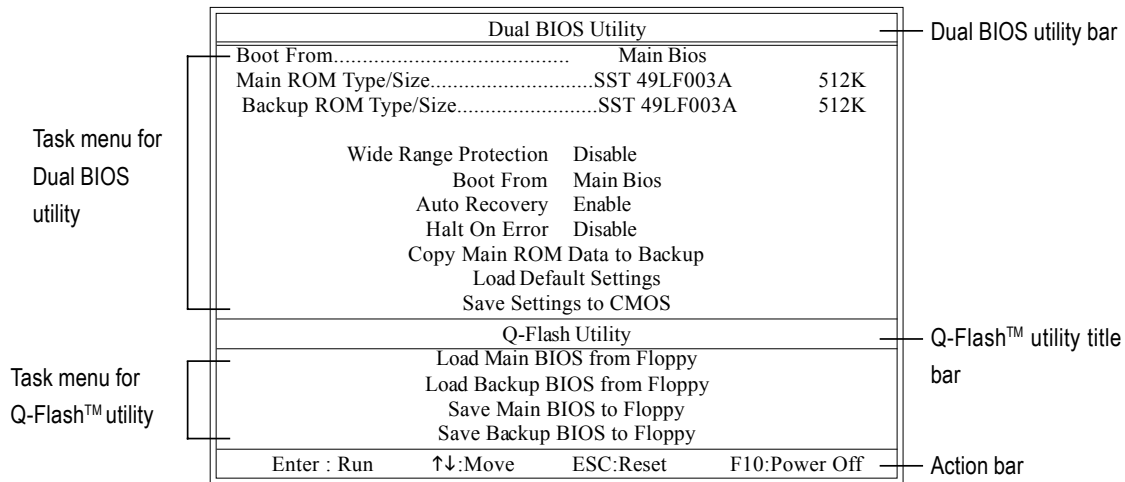 Dual BIOS Utility
Dual BIOS utility bar
Boot From........................................ Main Bios
Main ROM Type/Size............................SST 49LF003A 512K
Backup ROM Type/Size........................SST 49LF003A 512K
Task menu for
Dual BIOS
utility
Wide Range Protection Disable
Boot From Main Bios
Auto Recovery Enable
Halt On Error Disable
Copy Main ROM Data to Backup
Load Default Settings
Save Settings to CMOS
Q-Flash Utility
Q-Flash™ utility title
bar
Task menu for
Q-Flash™ utility
Load Main BIOS from Floppy
Load Backup BIOS from Floppy
Save Main BIOS to Floppy
Save Backup BIOS to Floppy
Enter : Run ↑↓:Move ESC:Reset F10:Power Off
Action bar